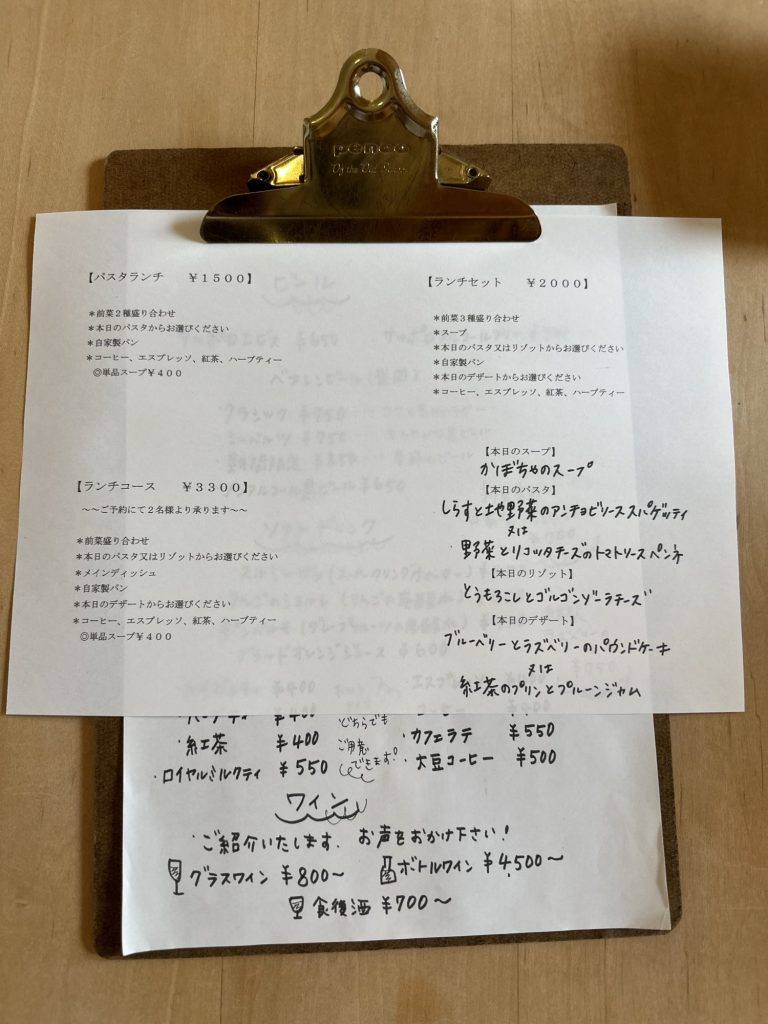 penco
【パスタランチ　　￥１５００】
＊前菜２種盛り合わせ
＊本日のパスタからお選びください
＊自家製パン
＊コーヒー、エスプレッソ、紅茶、ハーブティー
◎単品スープ￥４００
【ランチセット　　￥２０００】
＊前菜３種盛り合わせ
＊スープ
＊本日のパスタ又はリゾットからお選びください
＊自家製パン
＊本日のデザートからお選びください
＊コーヒー、エスプレッソ、紅茶、ハーブティー
【ランチコース　　￥３３００】
～～ご予約にて２名様より承ります～～
＊前菜盛り合わせ
＊本日のパスタ又はリゾットからお選びください
＊メインディッシュ
＊自家製パン
＊本日のデザートからお選びください
＊コーヒー、エスプレッソ、紅茶、ハーブティー
◎単品スープ￥４００
【本日のスープ】
かぼちゃのスープ
【本日のパスタ】
しらすと土や野菜のアンチョビソーススパゲッティ
又は
野菜とリコッタチーズのトマトソースペンネ
【本日のリゾット】
とうもろこしとゴルゴンゾーラチーズ
【本日のデザート】
ブルーベリーとラズベリーのパウンドケーキ
又は
紅茶のプリンとプルーンジャム
・紅茶 ￥400
・ロイヤルミルクティ ￥550
どちらでも
ご用意
できます!
・カフェラテ ￥550
・大豆コーヒー ￥500
ワイン
・ご紹介いたします。お声をおかけ下さい!
グラスワイン ￥800～ ボトルワイン ￥4,500～
食後酒 ￥700～